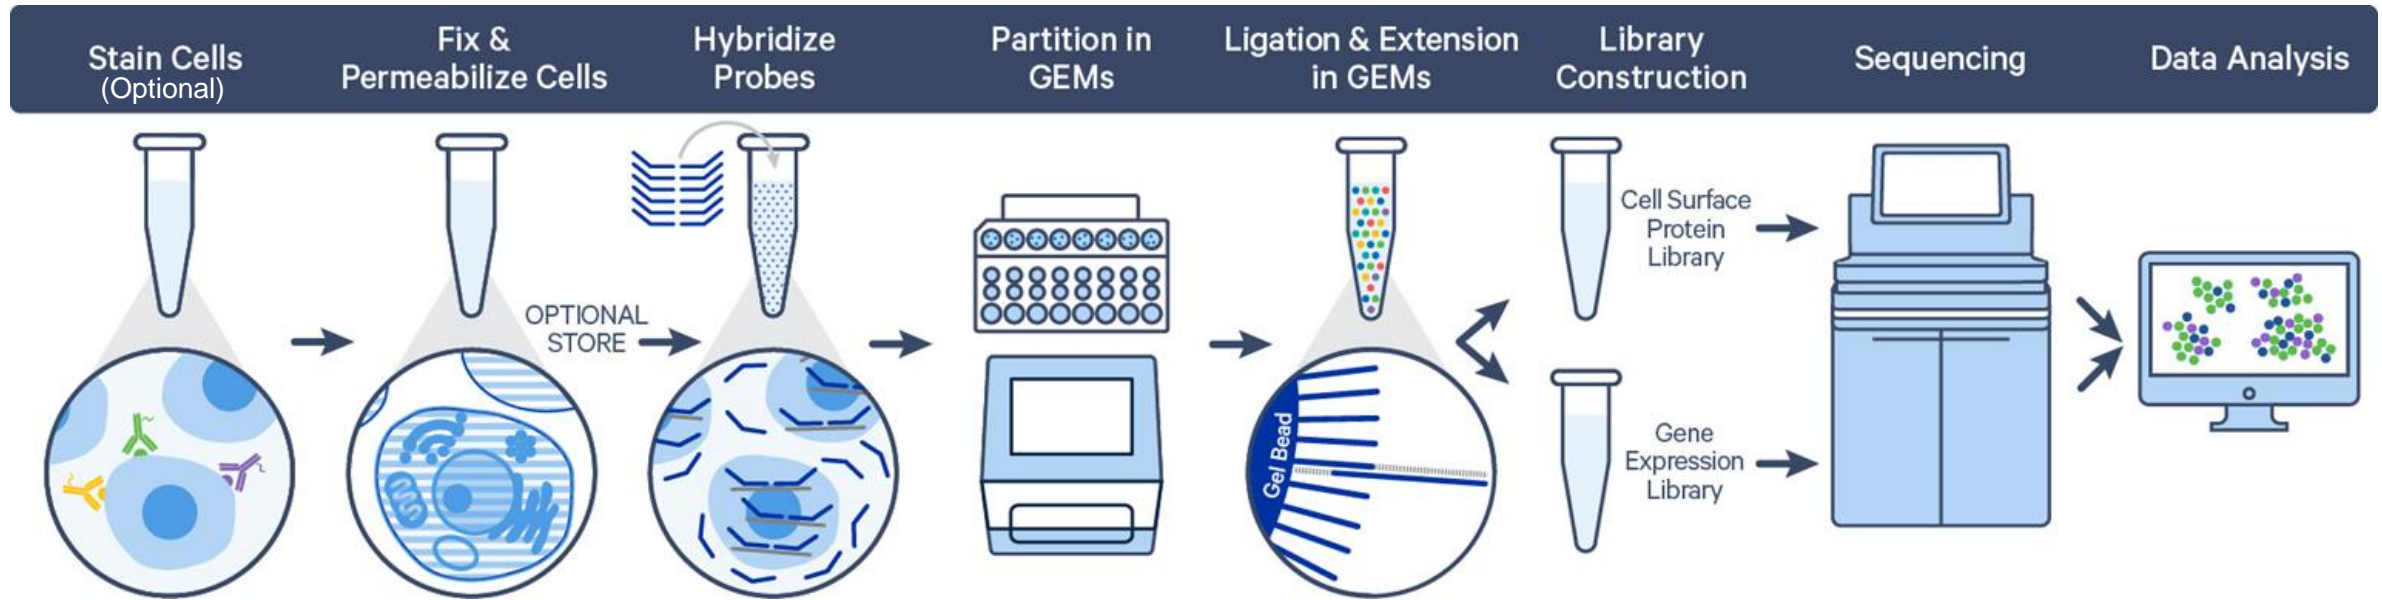 Stain Cells
(Optional)
Fix &
Permeabilize Cells
Hybridize
Probes
Partition in
GEMs
Ligation & Extension
in GEMs
Library
Construction
Sequencing
Data Analysis
OPTIONAL
STORE
Gel Bead
Cell Surface
Protein
Library
Gene
Expression
Library